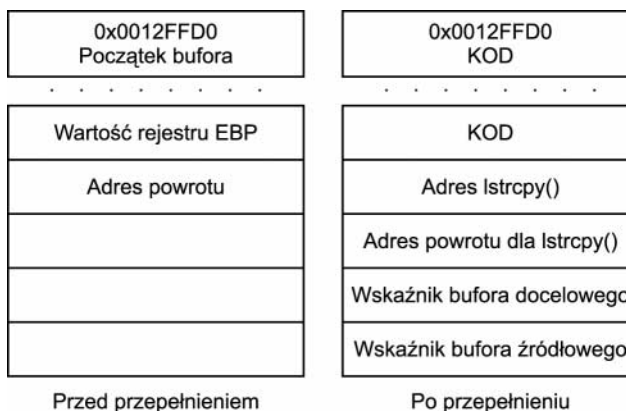 0x0012FFD0
Początek bufora
Wartość rejestru EBP
Adres powrotu
Przed przepełnieniem
0x0012FFD0
KOD
KOD
Adres lstrcpy()
Adres powrotu dla lstrcpy()
Wskaźnik bufora docelowego
Wskaźnik bufora źródłowego
Po przepełnieniu